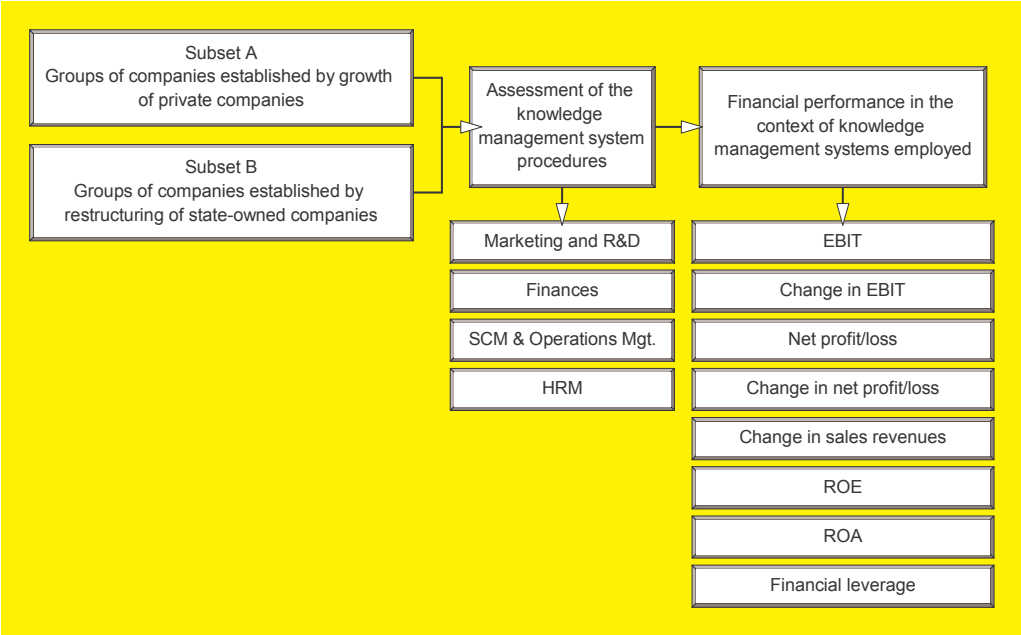 Subset A
Groups of companies established by growth
of private companies
Subset B
Groups of companies established by
restructuring of state-owned companies
Assessment of the
knowledge
management system
procedures
Marketing and R&D
Finances
SCM & Operations Mgt.
HRM
Financial performance in the
context of knowledge
management systems employed
EBIT
Change in EBIT
Net profit/loss
Change in net profit/loss
Change in sales revenues
ROE
ROA
Financial leverage